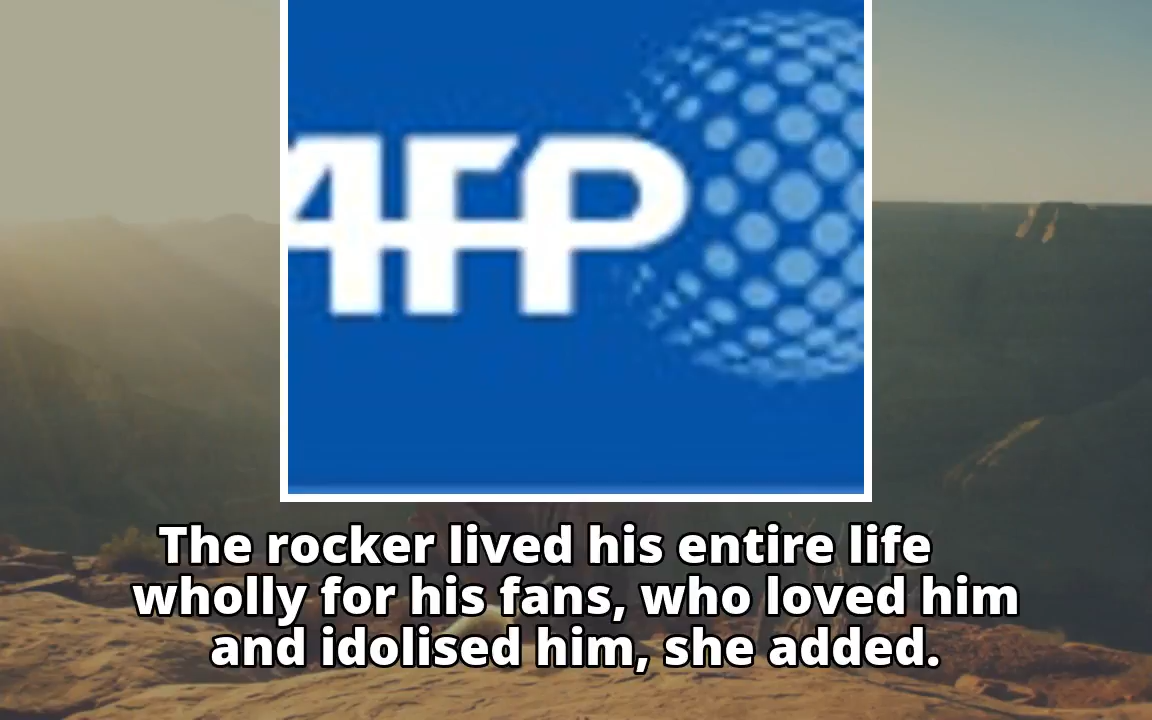 AFP
The rocker lived his entire life
wholly for his fans, who loved him
and idolised him, she added.